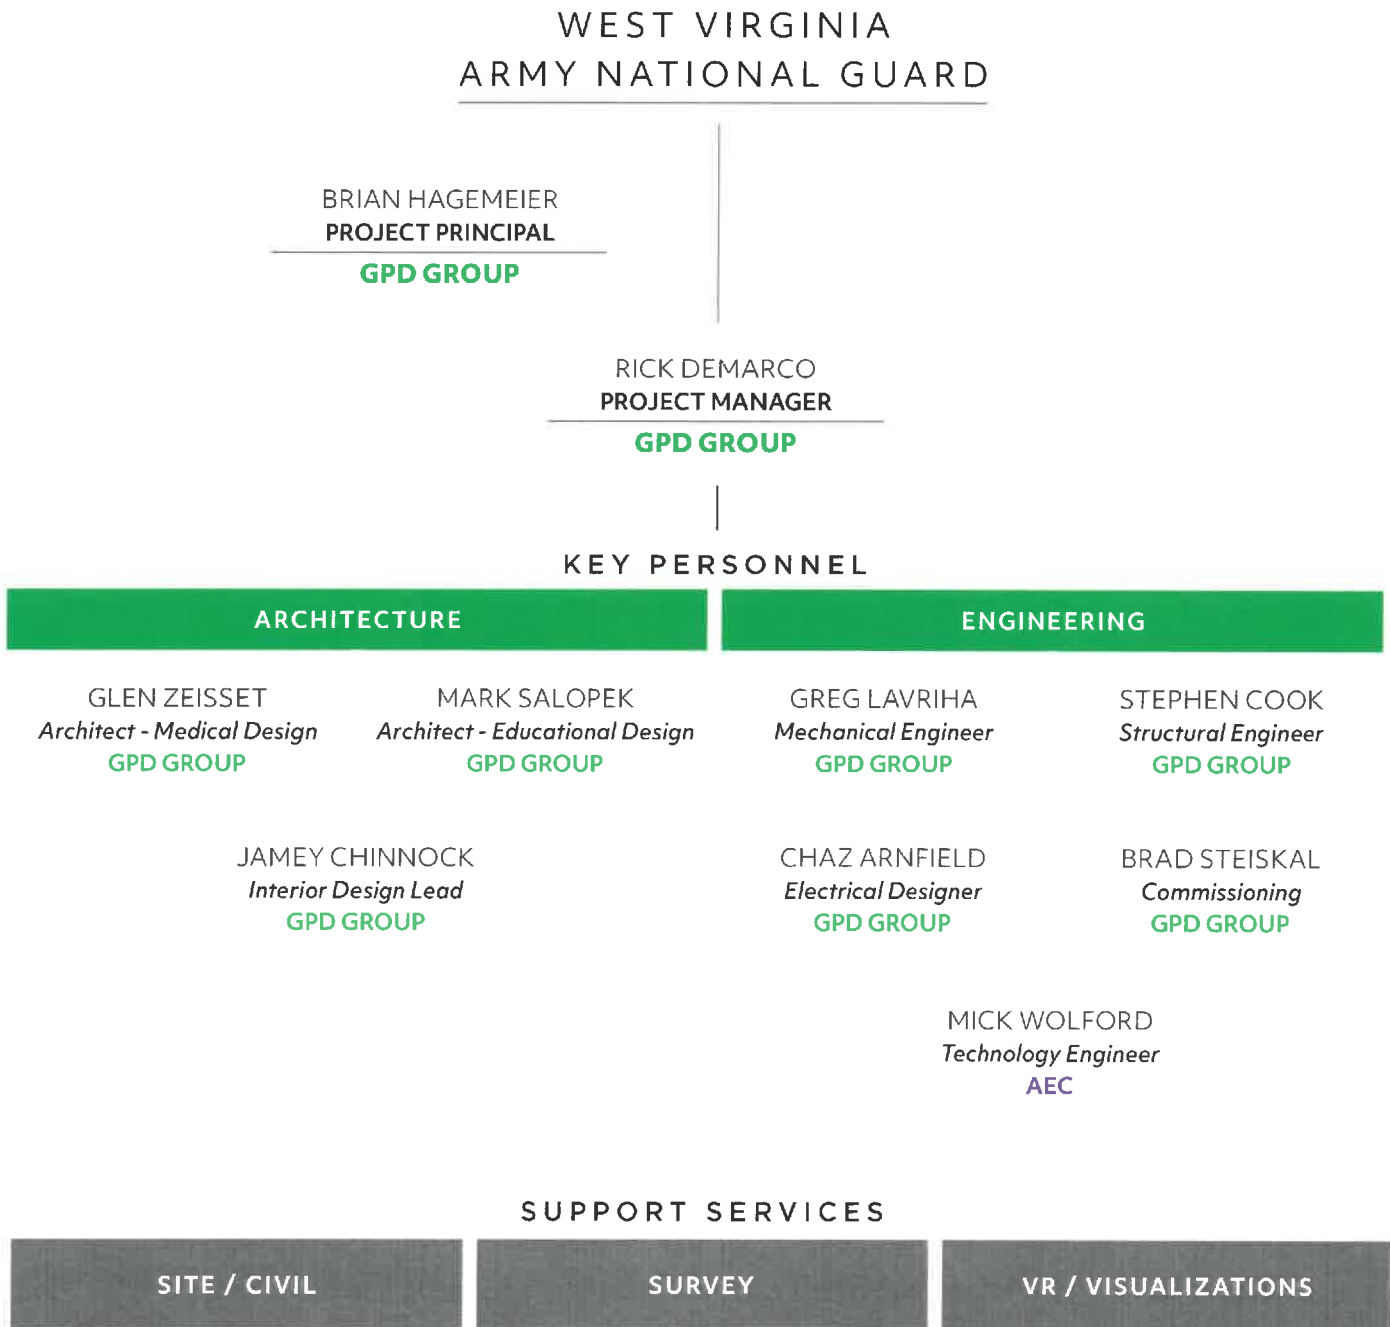 WEST VIRGINIA
ARMY NATIONAL GUARD
BRIAN HAGEMEIER
PROJECT PRINCIPAL
GPD GROUP
RICK DEMARCO
PROJECT MANAGER
GPD GROUP
KEY PERSONNEL
ARCHITECTURE
GLEN ZEISSET
Architect - Medical Design
GPD GROUP
MARK SALOPEK
Architect - Educational Design
GPD GROUP
JAMEY CHINNOCK
Interior Design Lead
GPD GROUP
ENGINEERING
GREG LAVRIHA
Mechanical Engineer
GPD GROUP
STEPHEN COOK
Structural Engineer
GPD GROUP
CHAZ ARNFIELD
Electrical Designer
GPD GROUP
BRAD STEISKAL
Commissioning
GPD GROUP
MICK WOLFORD
Technology Engineer
AEC
SUPPORT SERVICES
SITE / CIVIL
SURVEY
VR / VISUALIZATIONS